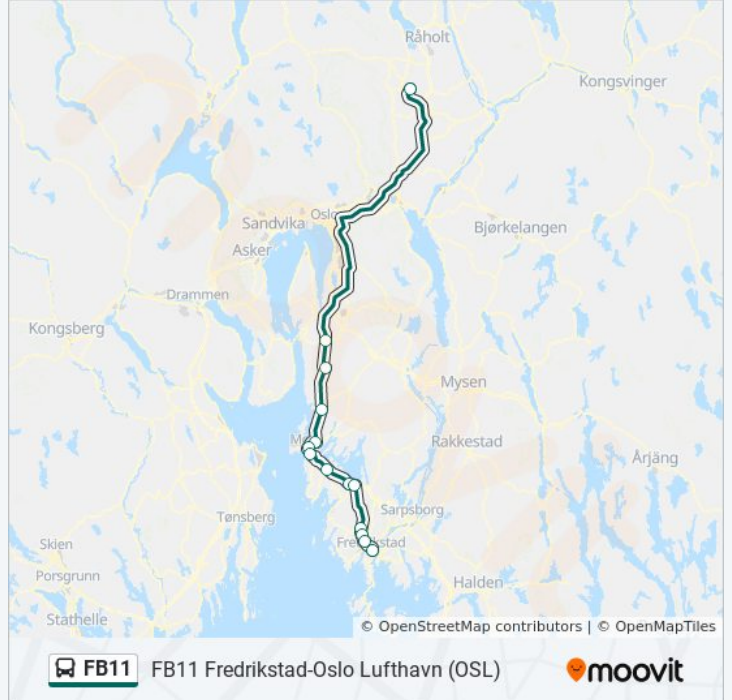 Råholt
Kongsvinger
Oslo
Sandvika
Bjørkelangen
Asker
Drammen
Kongsberg
Mysen
Rakkestad
Årjäng
Sarpsborg
Tønsberg
Skien
Porsgrunn
Halden
Stathelle
© OpenStreetMap contributors | © OpenMapTiles
FB11 FB11 Fredrikstad-Oslo Lufthavn (OSL) moovit